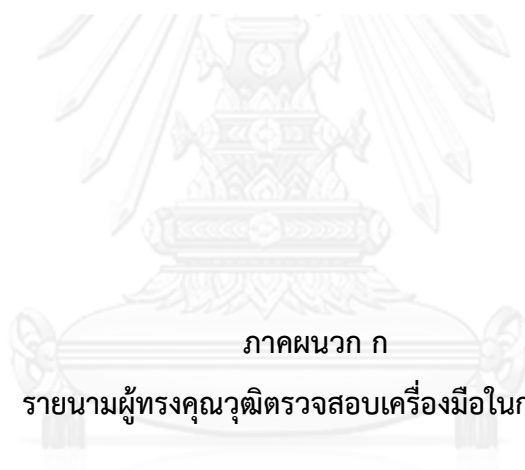 ภาคผนวก ก
รายนามผู้ทรงคุณวุฒิตรวจสอบเครื่องมือใน